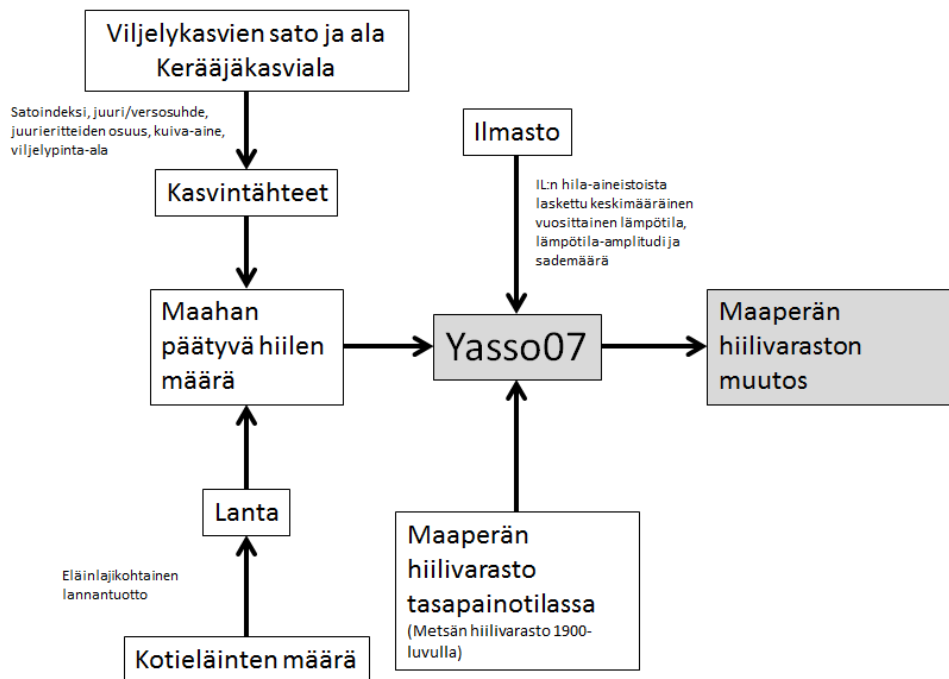 Viljelykasvien sato ja ala
Kerääjäkasviala
Satoindeksi, juuri/versosuhde,
juurieritteiden osuus, kuiva-aine,
viljelypinta-ala
Kasvintähteet
Maahan
päätyvä hiilen
määrä
Lanta
Eläinlajikohtainen
lannantuotto
Kotieläinten määrä
Ilmasto
IL:n hila-aineistoista
laskettu keskimääräinen
vuosittainen lämpötila,
lämpötila-amplitudi ja
sademäärä
Yasso07
Maaperän
hiilivarasto
tasapainotilassa
(Metsän hiilivarasto 1900-
luvulla)
Maaperän
hiilivaraston
muutos